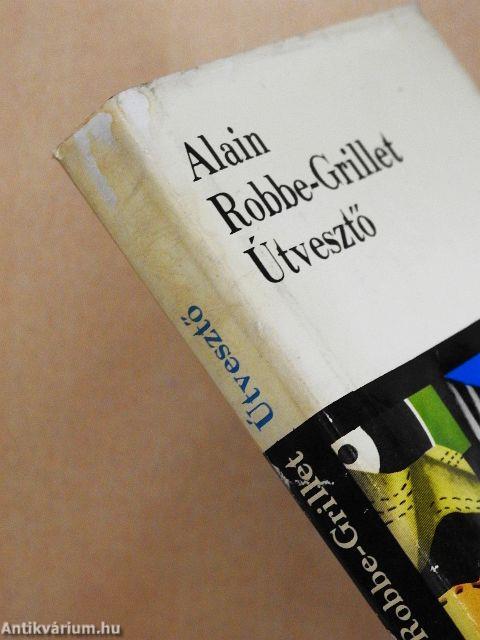 Alain
Robbe-Grillet
Útvesztő
Útvesztő
Robbe-Grillet
Antikvárium.hu